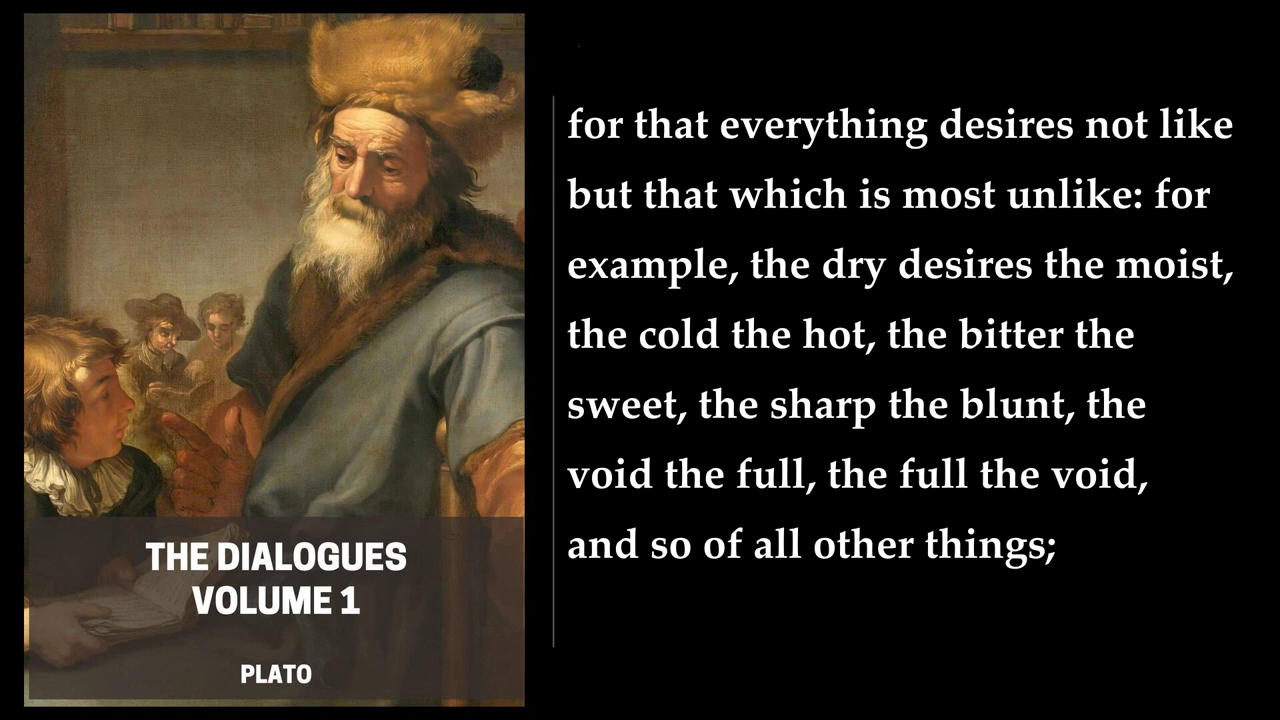 THE DIALOGUES
VOLUME 1
PLATO
for that everything desires not like
but that which is most unlike: for
example, the dry desires the moist,
the cold the hot, the bitter the
sweet, the sharp the blunt, the
void the full, the full the void,
and so of all other things;